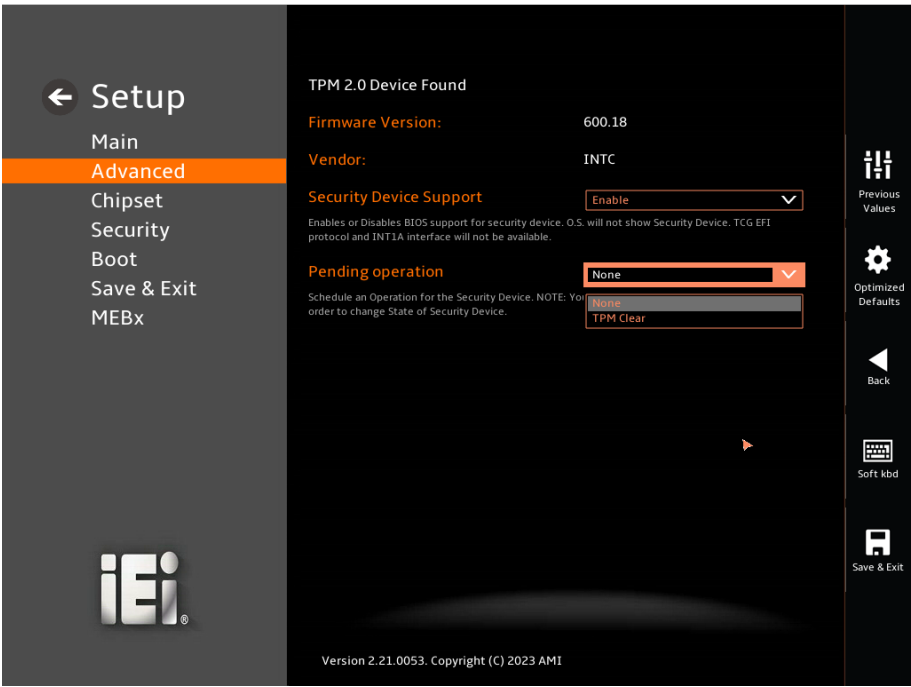 Setup
Main
Advanced
Chipset
Security
Boot
Save & Exit
MEBx
iEi®
TPM 2.0 Device Found
Firmware Version: 600.18
Vendor: INTC
Security Device Support Enable
Enables or Disables BIOS support for security device. O.S. will not show Security Device. TCG EFI
protocol and INT1A interface will not be available.
Pending operation None
Schedule an Operation for the Security Device. NOTE: You
order to change State of Security Device.
None
TPM Clear
Version 2.21.0053. Copyright (C) 2023 AMI
Previous
Values
Optimized
Defaults
Back
Soft kbd
Save & Exit